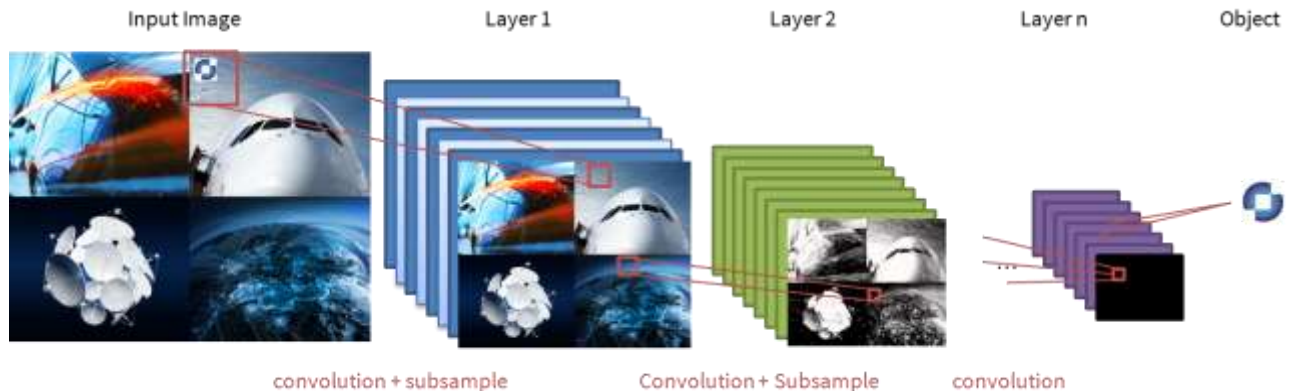 Input Image
Layer 1
Layer 2
Layer n
Object
...
convolution + subsample
Convolution + Subsample
convolution